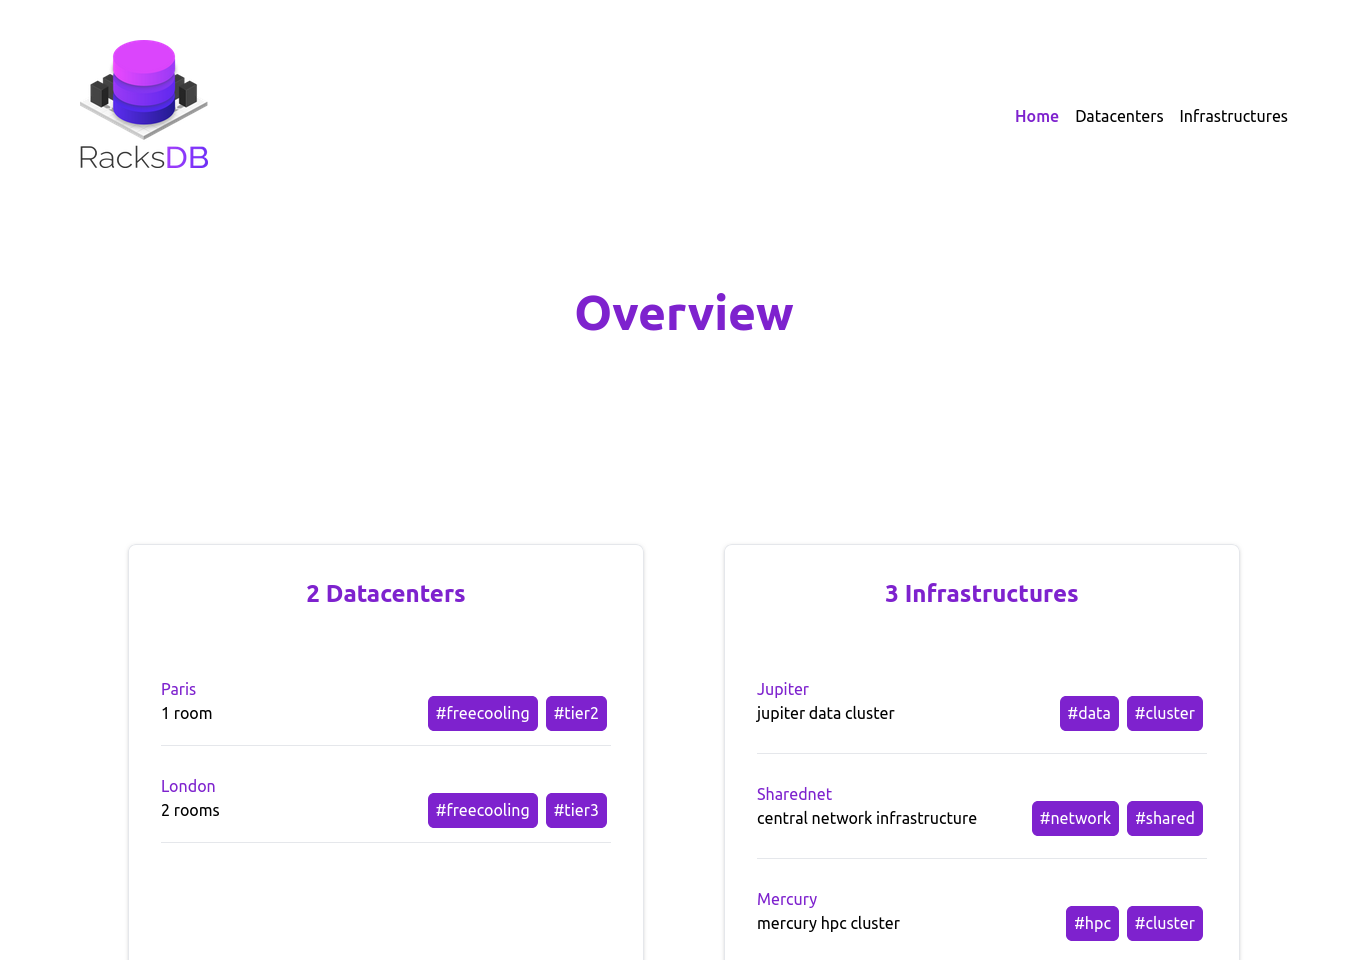 RacksDB
Home Datacenters Infrastructures
Overview
2 Datacenters
Paris
1 room
#freecooling #tier2
London
2 rooms
#freecooling #tier3
3 Infrastructures
Jupiter
jupiter data cluster
#data #cluster
Sharednet
central network infrastructure
#network #shared
Mercury
mercury hpc cluster
#hpc #cluster